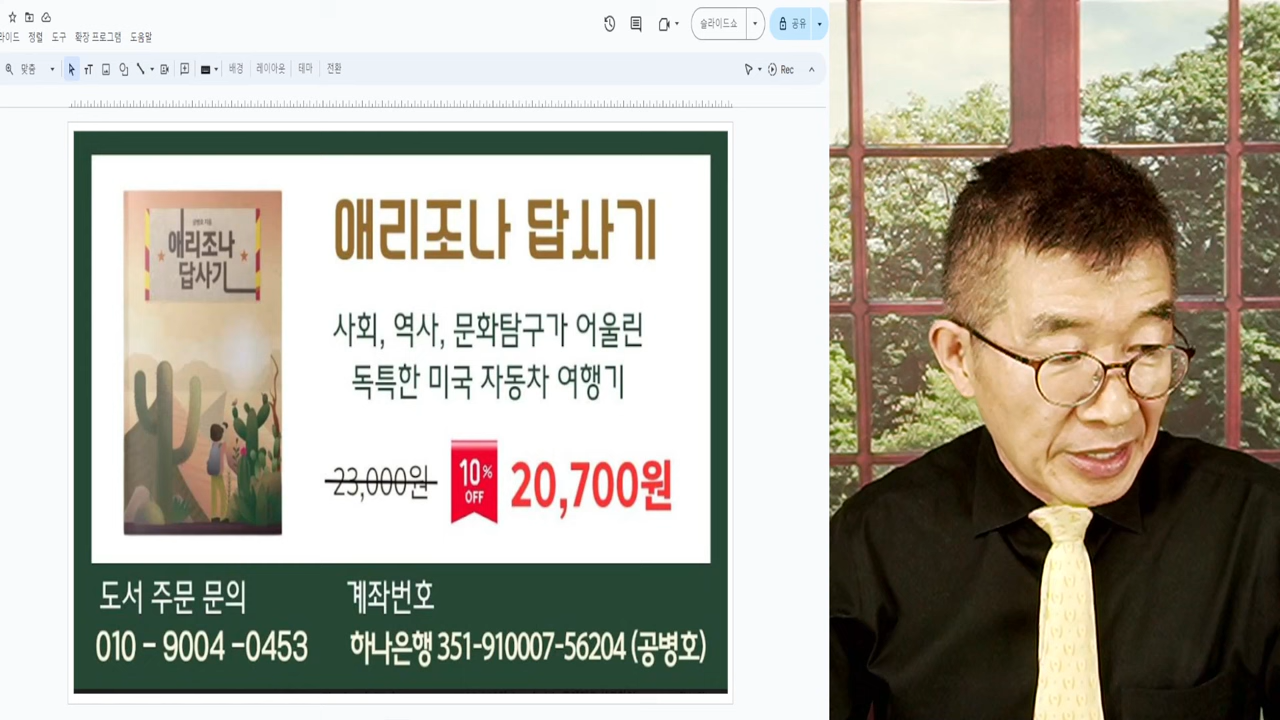 라이드 정렬 도구 확장 프로그램 도움말
슬라이드쇼
공유
맞춤
배경 레이아웃 테마 전환
Rec
애리조나
답사기
애리조나 답사기
사회, 역사, 문화탐구가 어울린
독특한 미국 자동차 여행기
23,000원
10%
OFF
20,700원
도서 주문 문의
계좌번호
010 - 9004 -0453
하나은행 351-910007-56204 (공병호)